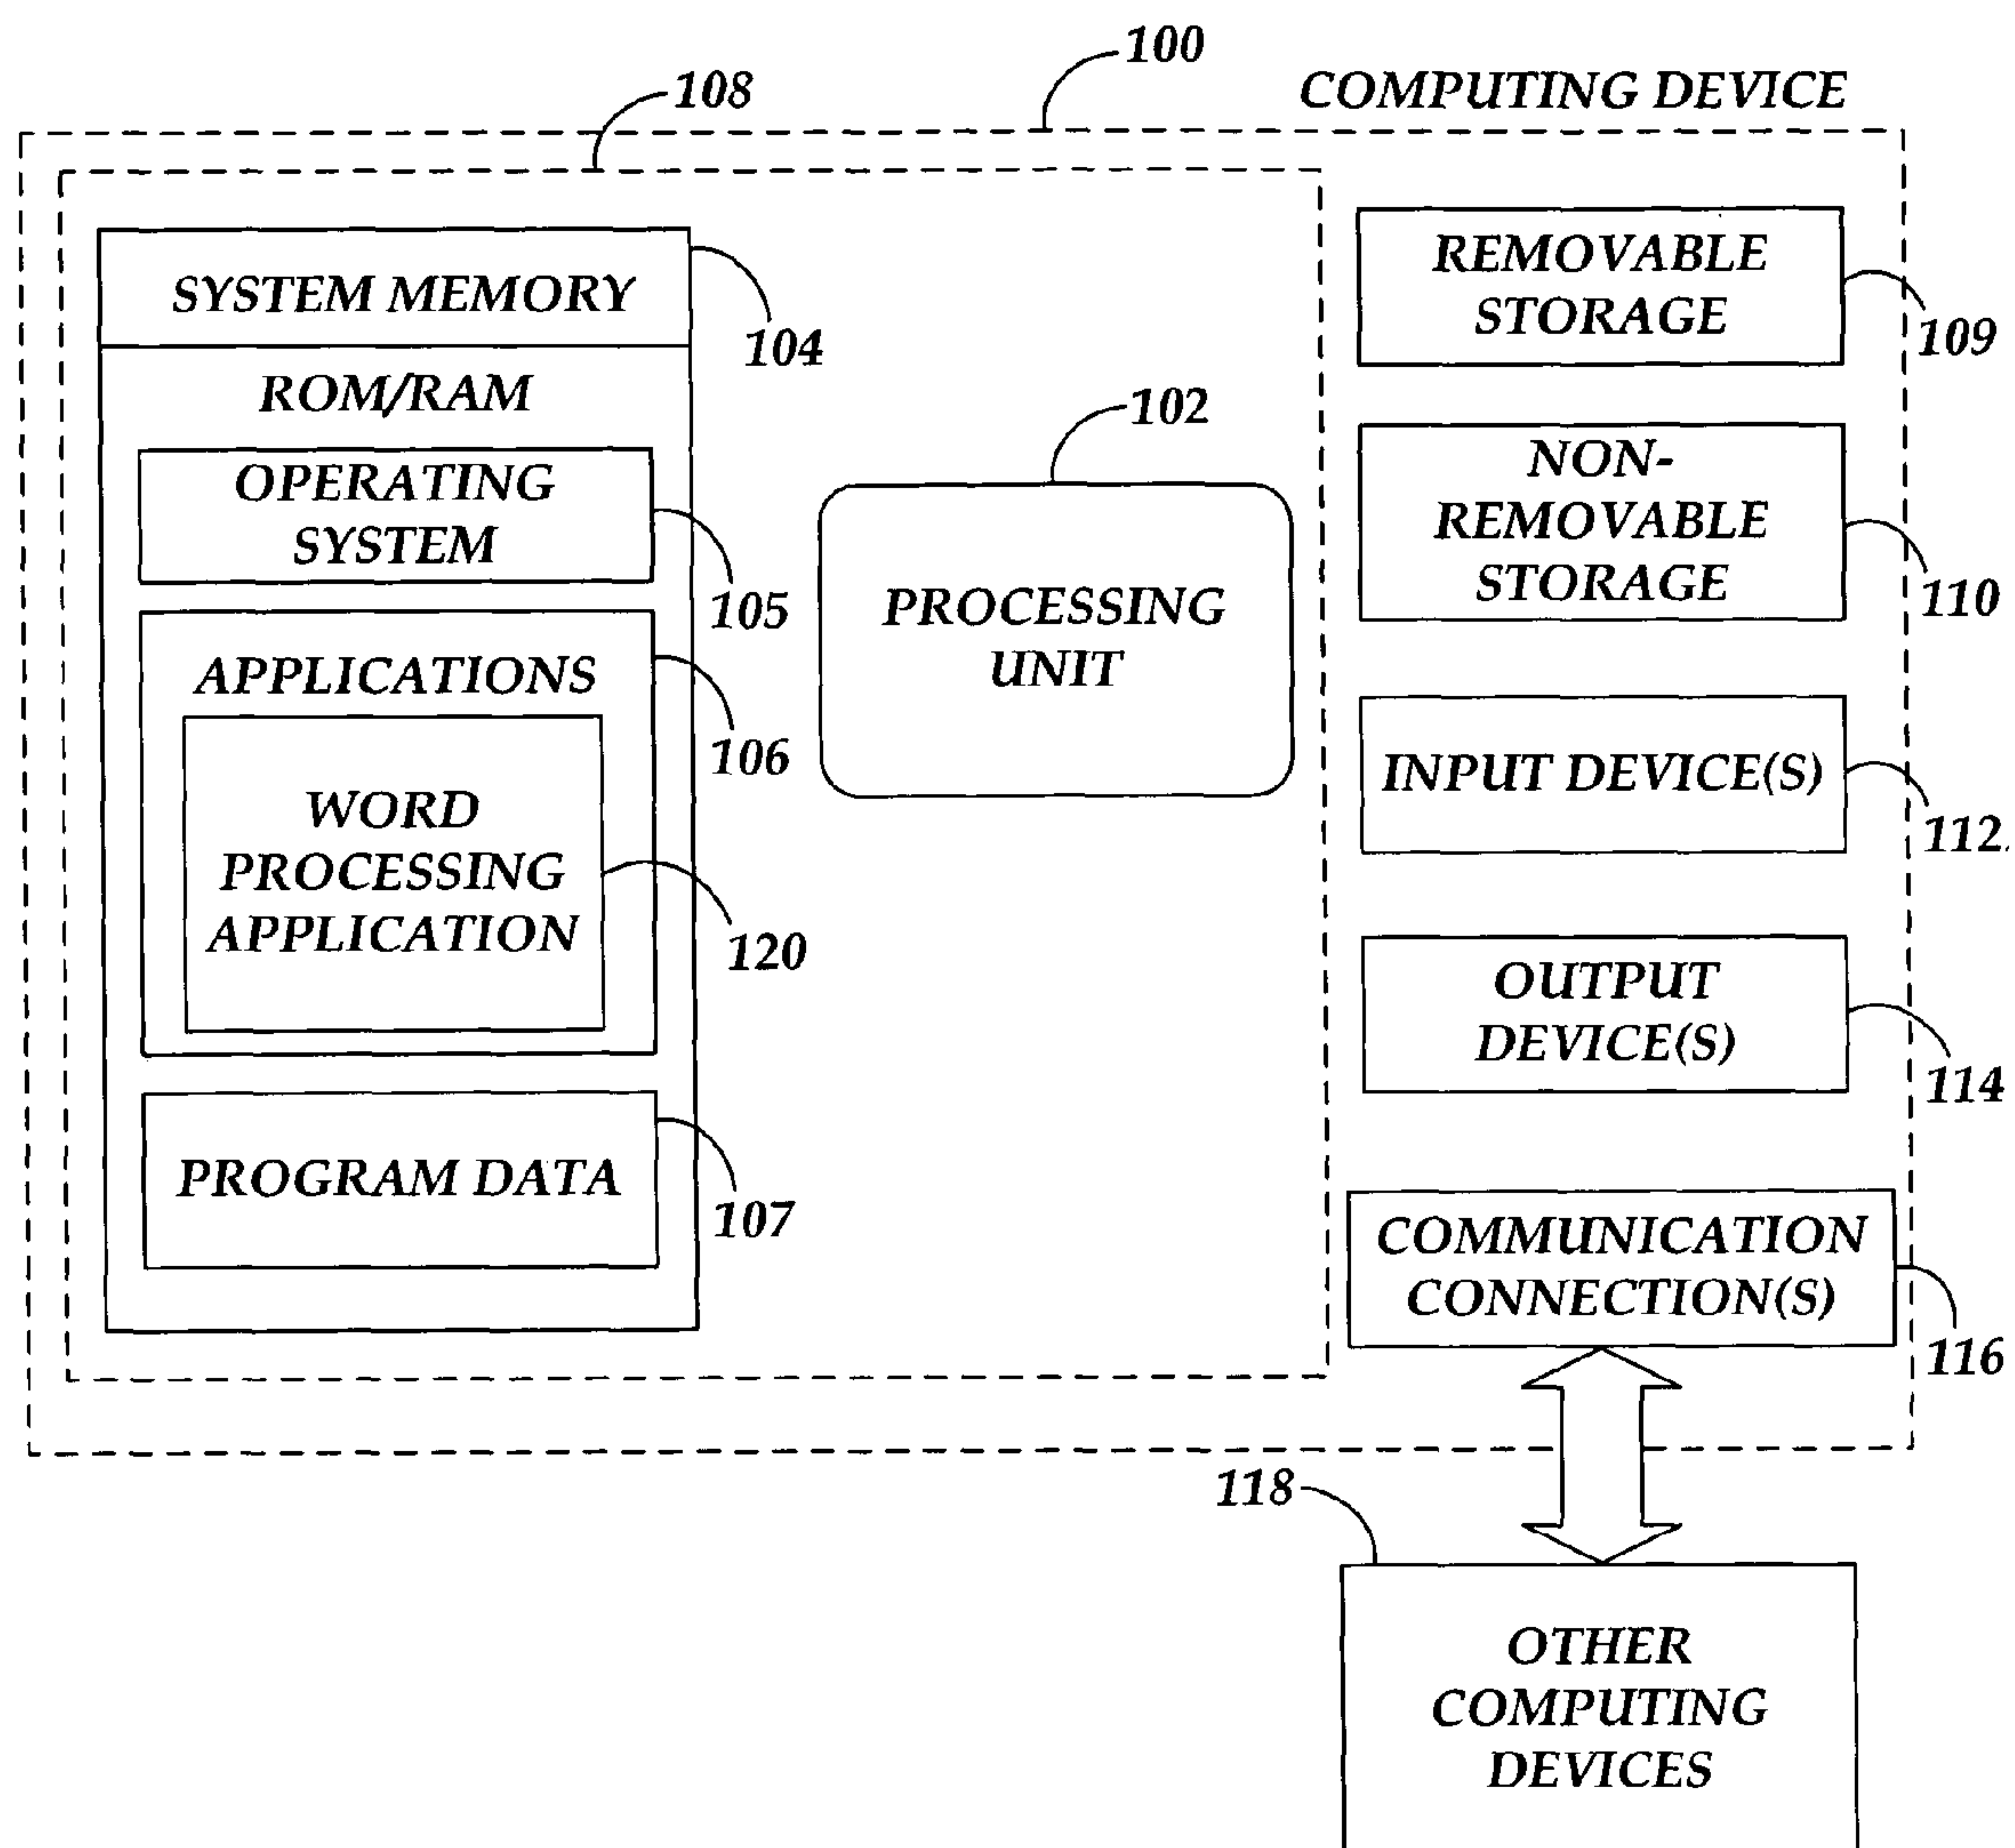 100
COMPUTING DEVICE
108
SYSTEM MEMORY
104
ROM/RAM
OPERATING
SYSTEM
105
APPLICATIONS
106
WORD
PROCESSING
APPLICATION
120
PROGRAM DATA
107
102
PROCESSING
UNIT
REMOVABLE
STORAGE
109
NON-
REMOVABLE
STORAGE
110
INPUT DEVICE(S)
112
OUTPUT
DEVICE(S)
114
COMMUNICATION
CONNECTION(S)
116
118
OTHER
COMPUTING
DEVICES